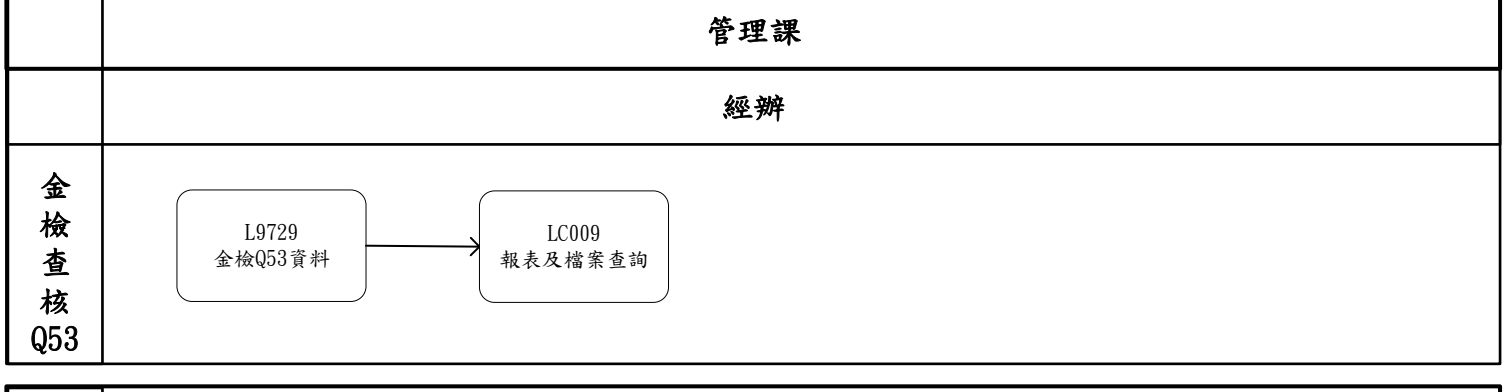 管理課
經辦
金
檢
查
核
Q53
L9729
金檢Q53資料
LC009
報表及檔案查詢